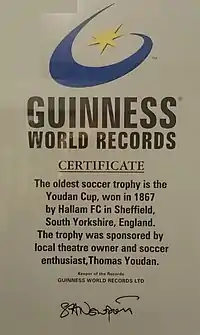 GUINNESS
WORLD RECORDS
CERTIFICATE
The oldest soccer trophy is the
Youdan Cup, won in 1867
by Hallam FC in Sheffield,
South Yorkshire, England.
The trophy was sponsored by
local theatre owner and soccer
enthusiast,Thomas Youdan.
Keeper of the Records
GUINNESS WORLD RECORDS LTD